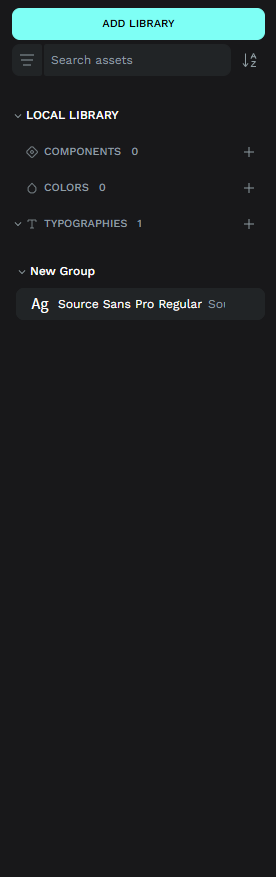 ADD LIBRARY
Search assets
LOCAL LIBRARY
COMPONENTS 0
COLORS 0
TYPOGRAPHIES 1
New Group
Ag Source Sans Pro Regular